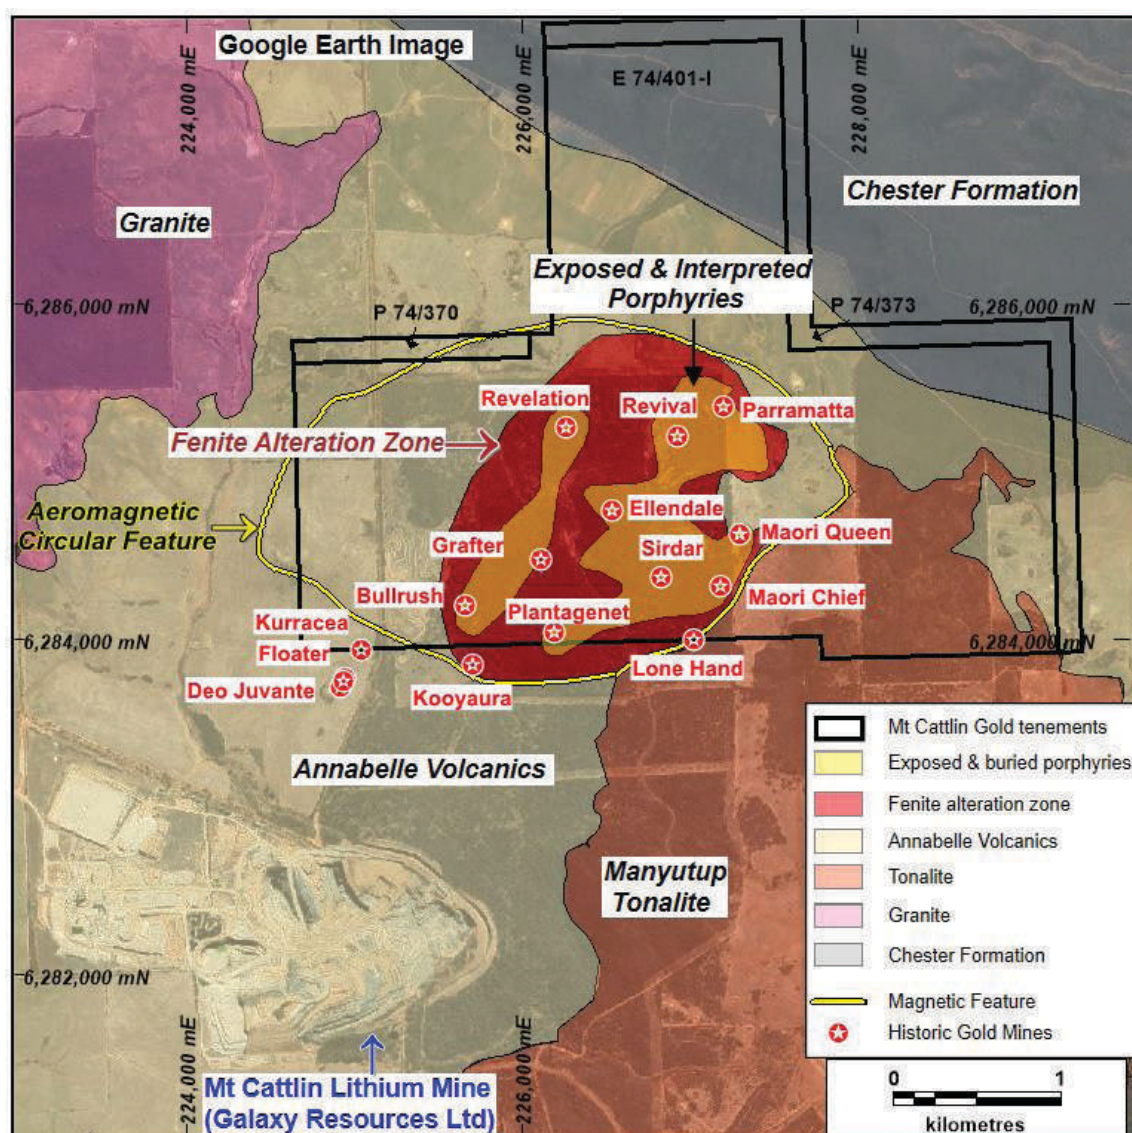 Google Earth Image
224,000 mE
226,000 mE
228,000 mE
E 74/401-I
Chester Formation
Granite
Exposed & Interpreted
Porphyries
6,286,000 mN
P 74/370
P 74/373
6,286,000 mN
Revelation
Revival
Parramatta
Fenite Alteration Zone
Aeromagnetic
Circular Feature
Ellendale
Maori Queen
Grafter
Sirdar
Bullrush
Maori Chief
Plantagenet
Kurracea
6,284,000 mN
Floater
6,284,000 mN
Lone Hand
Deo Juvante
Kooyaura
Annabelle Volcanics
Mt Cattlin Gold tenements
Exposed & buried porphyries
Fenite alteration zone
Annabelle Volcanics
Tonalite
Granite
Chester Formation
Magnetic Feature
Historic Gold Mines
Manyutup
Tonalite
6,282,000 mN
224,000 mE
226,000 mE
Mt Cattlin Lithium Mine
(Galaxy Resources Ltd)
0 1
kilometres